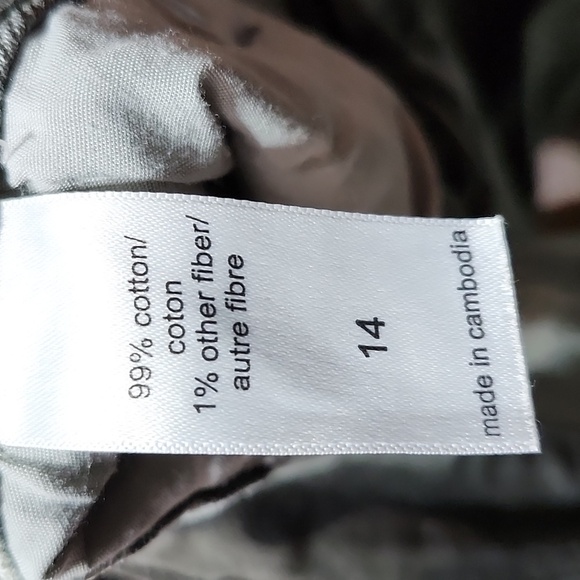 99% cotton/
coton
1% other fiber/
autre fibre
14
made in cambodia